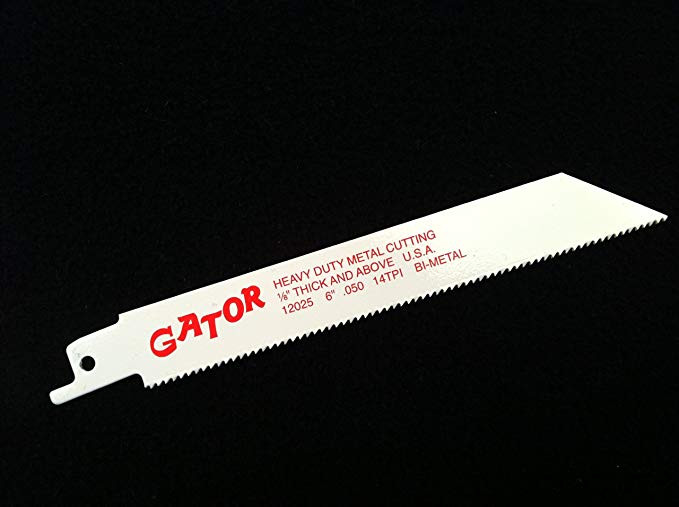 GATOR
HEAVY DUTY METAL CUTTING
⅛" THICK AND ABOVE U.S.A.
12025 6" .050 14TPI BI-METAL